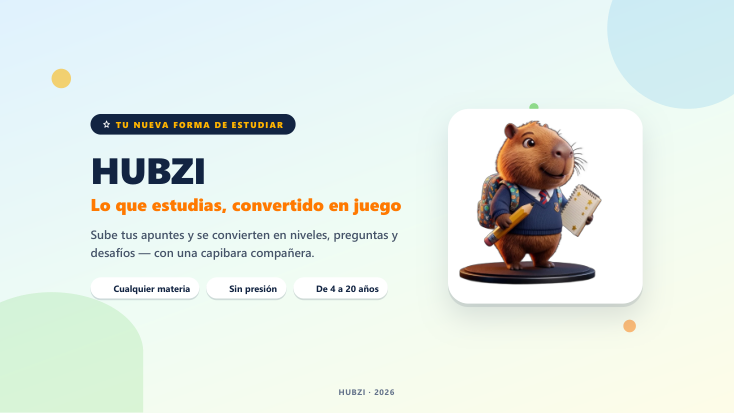 ☆ TU NUEVA FORMA DE ESTUDIAR
HUBZI
Lo que estudias, convertido en juego
Sube tus apuntes y se convierten en niveles, preguntas y
desafíos — con una capibara compañera.
Cualquier materia
Sin presión
De 4 a 20 años
HUBZI · 2026